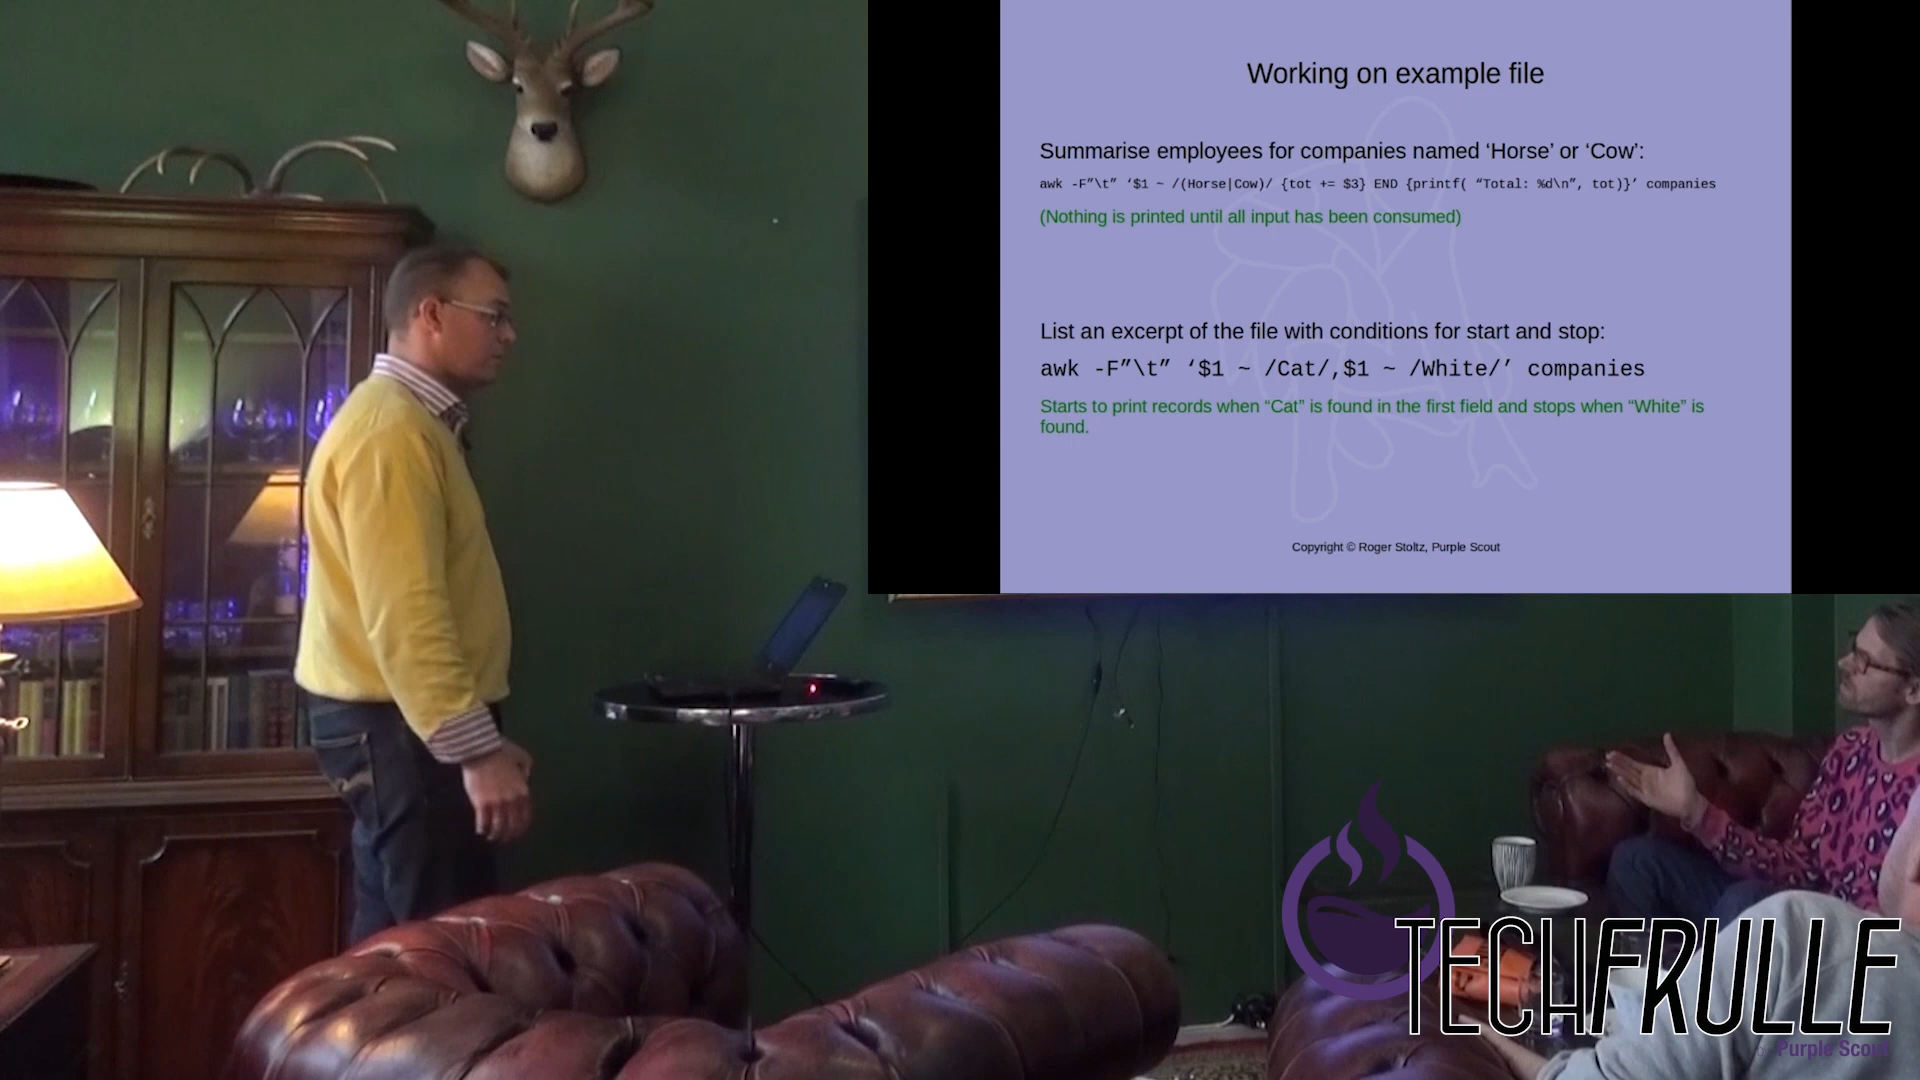 Working on example file
Summarise employees for companies named ‘Horse’ or ‘Cow’:
awk -F”\t” ‘$1 ~ /(Horse|Cow)/ {tot += $3} END {printf( “Total: %d\n”, tot)}’ companies
(Nothing is printed until all input has been consumed)
List an excerpt of the file with conditions for start and stop:
awk -F”\t” ‘$1 ~ /Cat/,$1 ~ /White/’ companies
Starts to print records when “Cat” is found in the first field and stops when “White” is
found.
Copyright © Roger Stoltz, Purple Scout
TECHFRULLE
Purple Scout